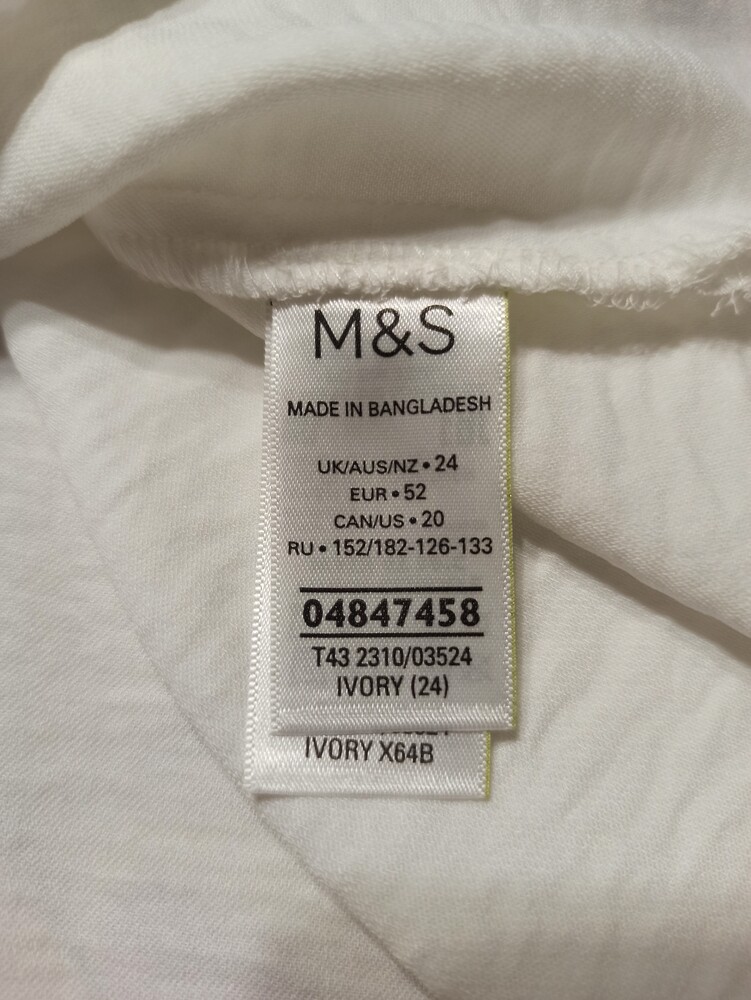 M&S
MADE IN BANGLADESH
UK/AUS/NZ • 24
EUR • 52
CAN/US • 20
RU • 152/182-126-133
04847458
T43 2310/03524
IVORY (24)
IVORY X64B